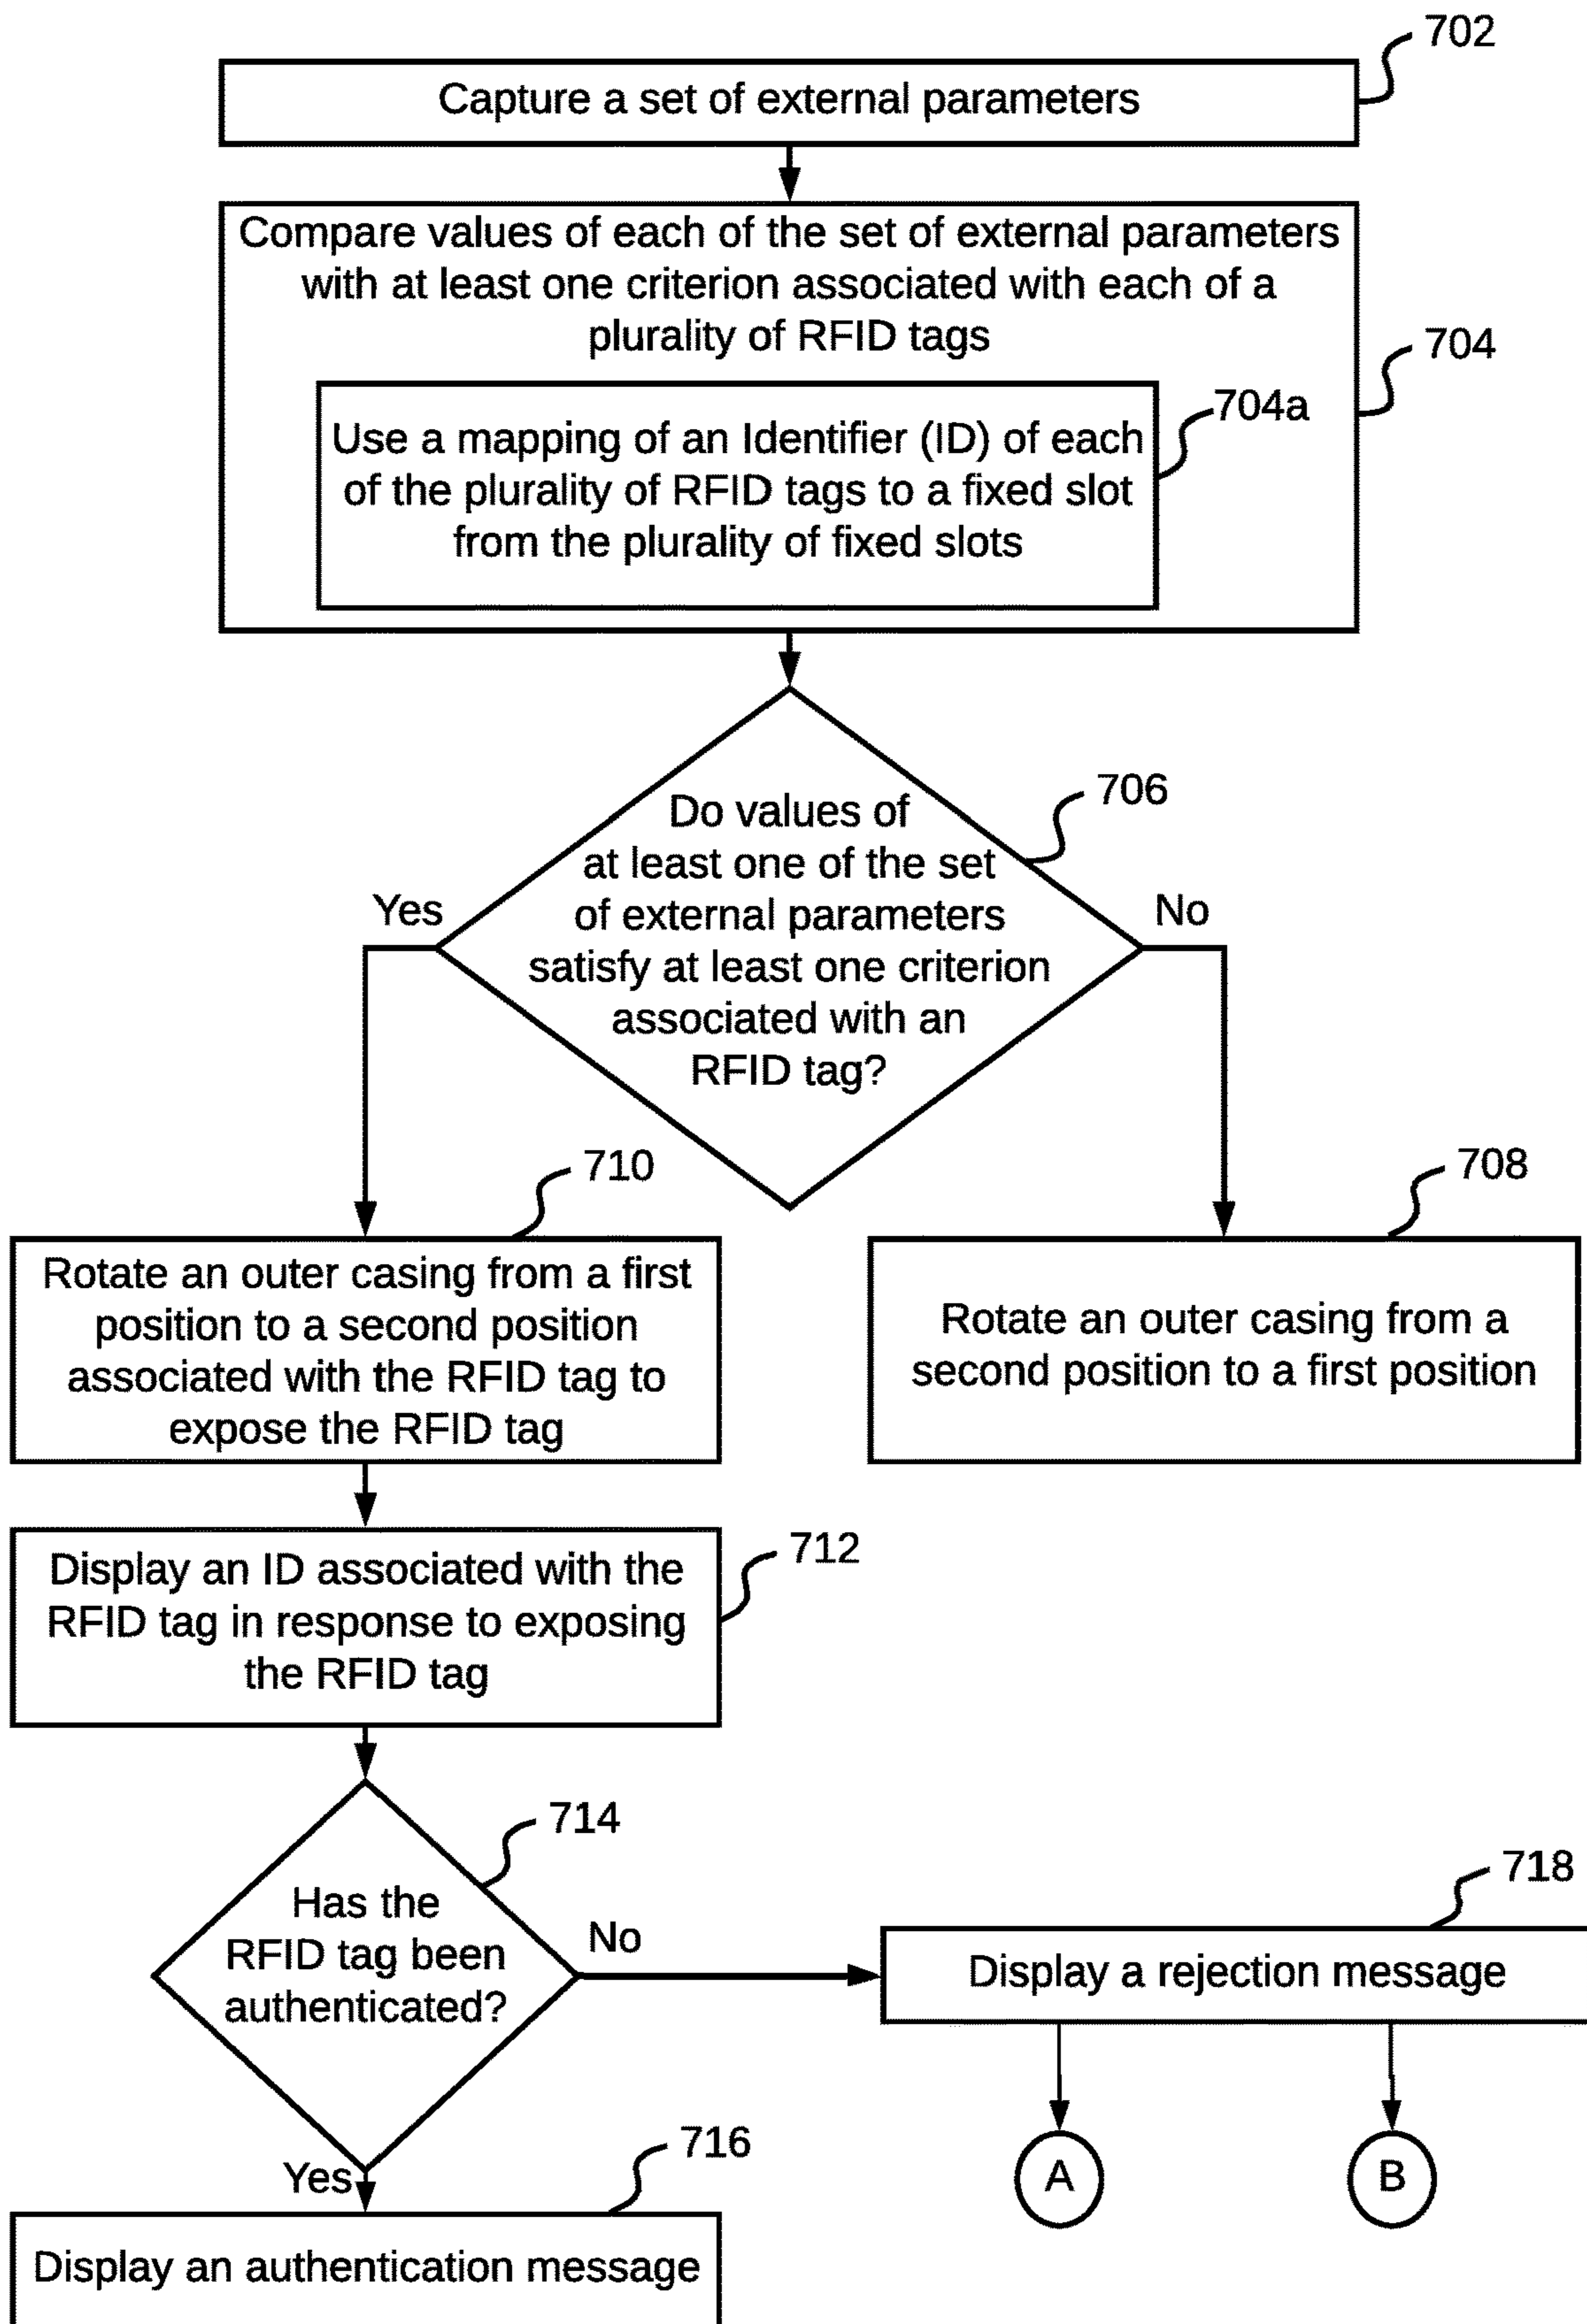 702
Capture a set of external parameters
Compare values of each of the set of external parameters
with at least one criterion associated with each of a
plurality of RFID tags
704
704a
Use a mapping of an Identifier (ID) of each
of the plurality of RFID tags to a fixed slot
from the plurality of fixed slots
706
Do values of
at least one of the set
of external parameters
satisfy at least one criterion
associated with an
RFID tag?
Yes
No
710
708
Rotate an outer casing from a first
position to a second position
associated with the RFID tag to
expose the RFID tag
Rotate an outer casing from a
second position to a first position
712
Display an ID associated with the
RFID tag in response to exposing
the RFID tag
714
Has the
RFID tag been
authenticated?
No
718
Display a rejection message
A
B
Yes
716
Display an authentication message